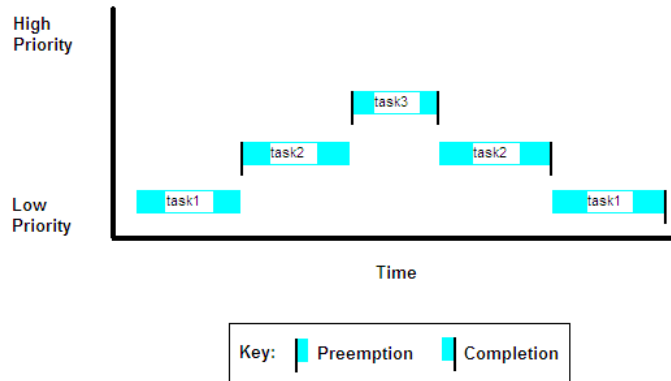 High
Priority
task3
task2
task2
task1
task1
Low
Priority
Time
Key:
Preemption
Completion